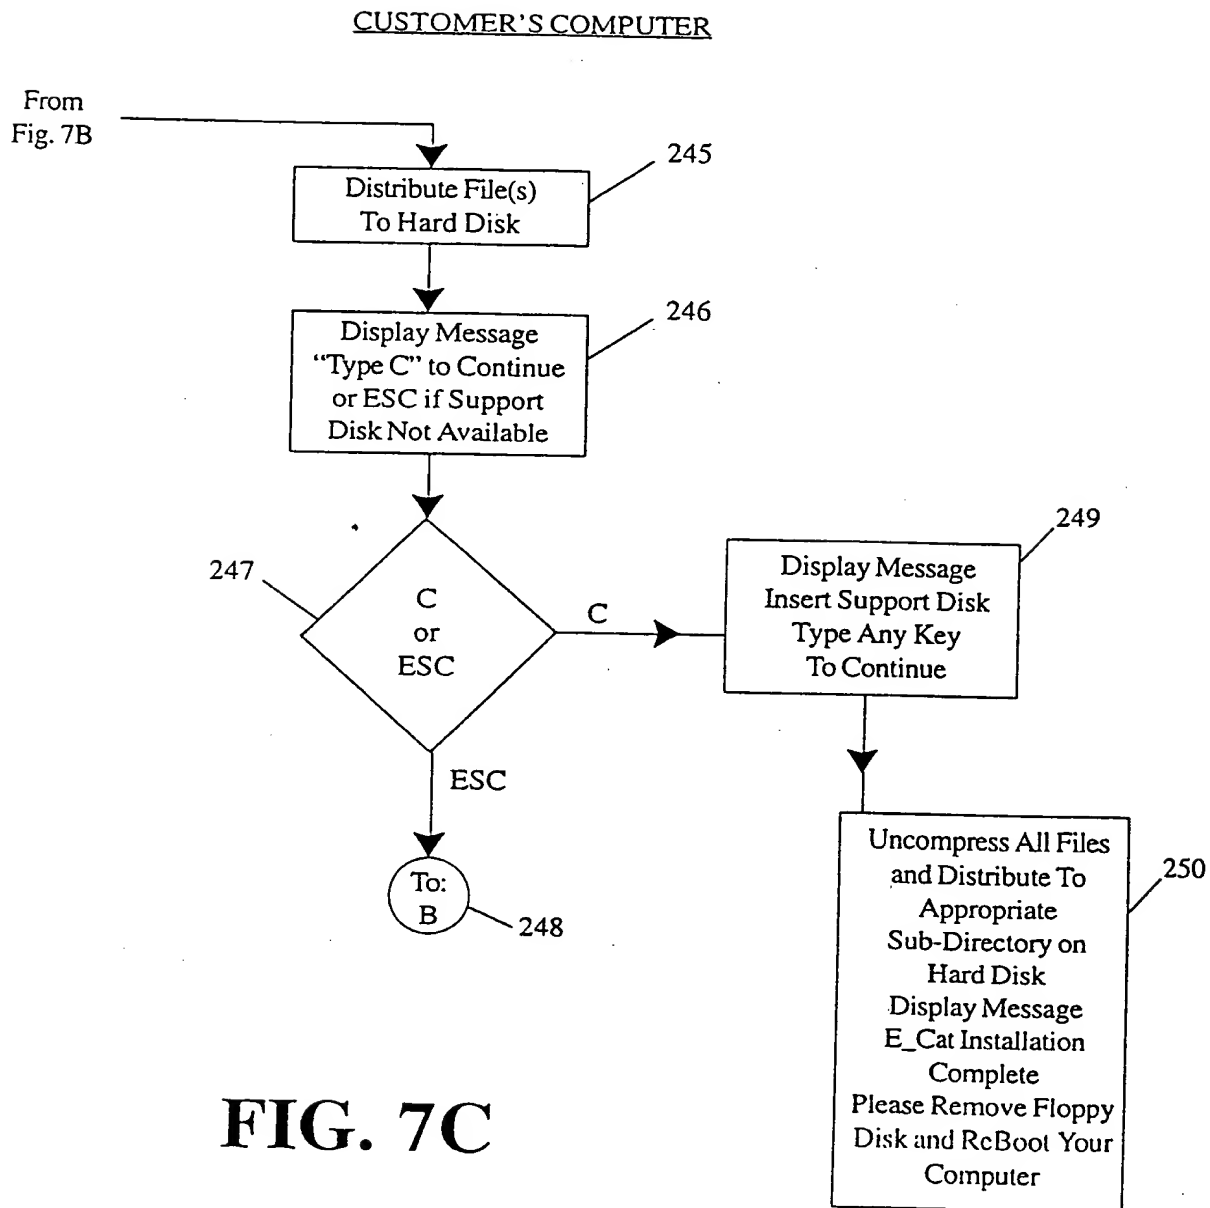 CUSTOMER'S COMPUTER
From
Fig. 7B
245
Distribute File(s)
To Hard Disk
246
Display Message
“Type C” to Continue
or ESC if Support
Disk Not Available
247
C
or
ESC
C
249
Display Message
Insert Support Disk
Type Any Key
To Continue
ESC
To:
B
248
250
Uncompress All Files
and Distribute To
Appropriate
Sub-Directory on
Hard Disk
Display Message
E_Cat Installation
Complete
Please Remove Floppy
Disk and ReBoot Your
Computer
FIG. 7C